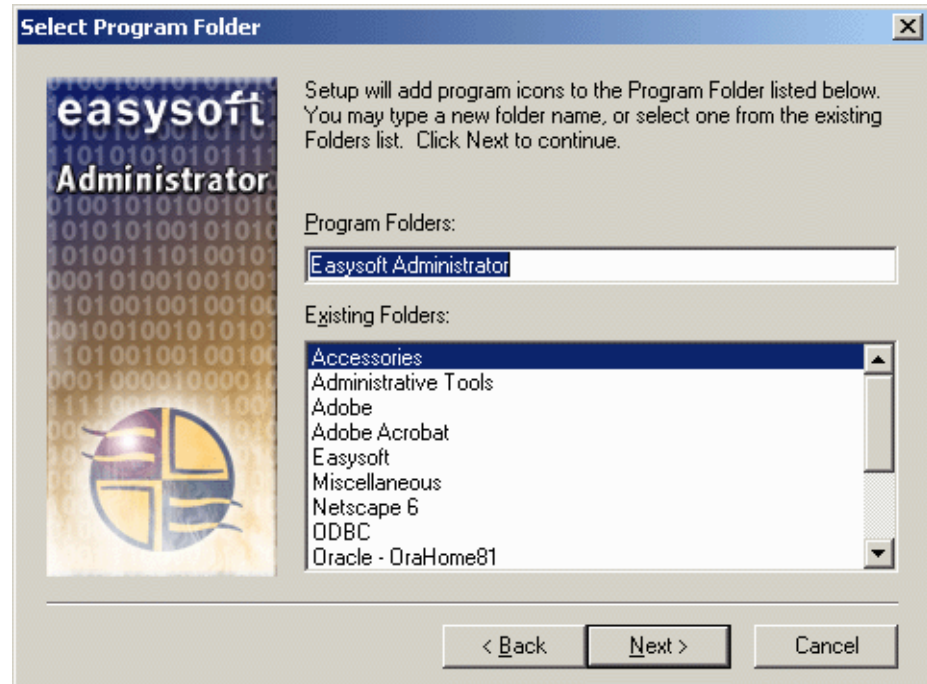 Select Program Folder
easysoft
Administrator
Setup will add program icons to the Program Folder listed below.
You may type a new folder name, or select one from the existing
Folders list.  Click Next to continue.
Program Folders:
Easysoft Administrator
Existing Folders:
Accessories
Administrative Tools
Adobe
Adobe Acrobat
Easysoft
Miscellaneous
Netscape 6
ODBC
Oracle - OraHome81
< Back
Next >
Cancel